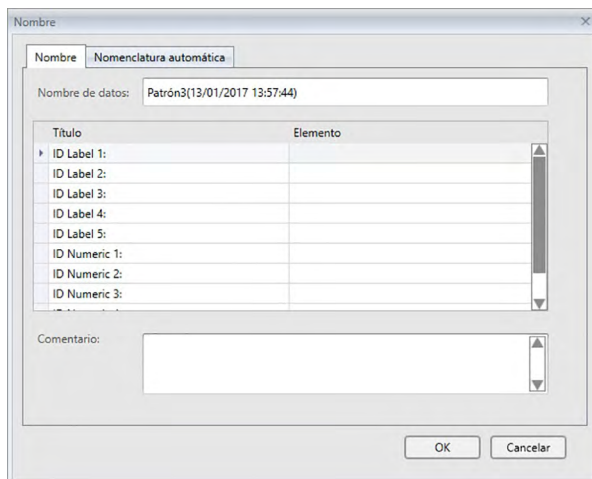 Nombre
Nombre Nomenclatura automática
Nombre de datos: Patrón3(13/01/2017 13:57:44)
Título Elemento
ID Label 1:
ID Label 2:
ID Label 3:
ID Label 4:
ID Label 5:
ID Numeric 1:
ID Numeric 2:
ID Numeric 3:
Comentario:
OK Cancelar